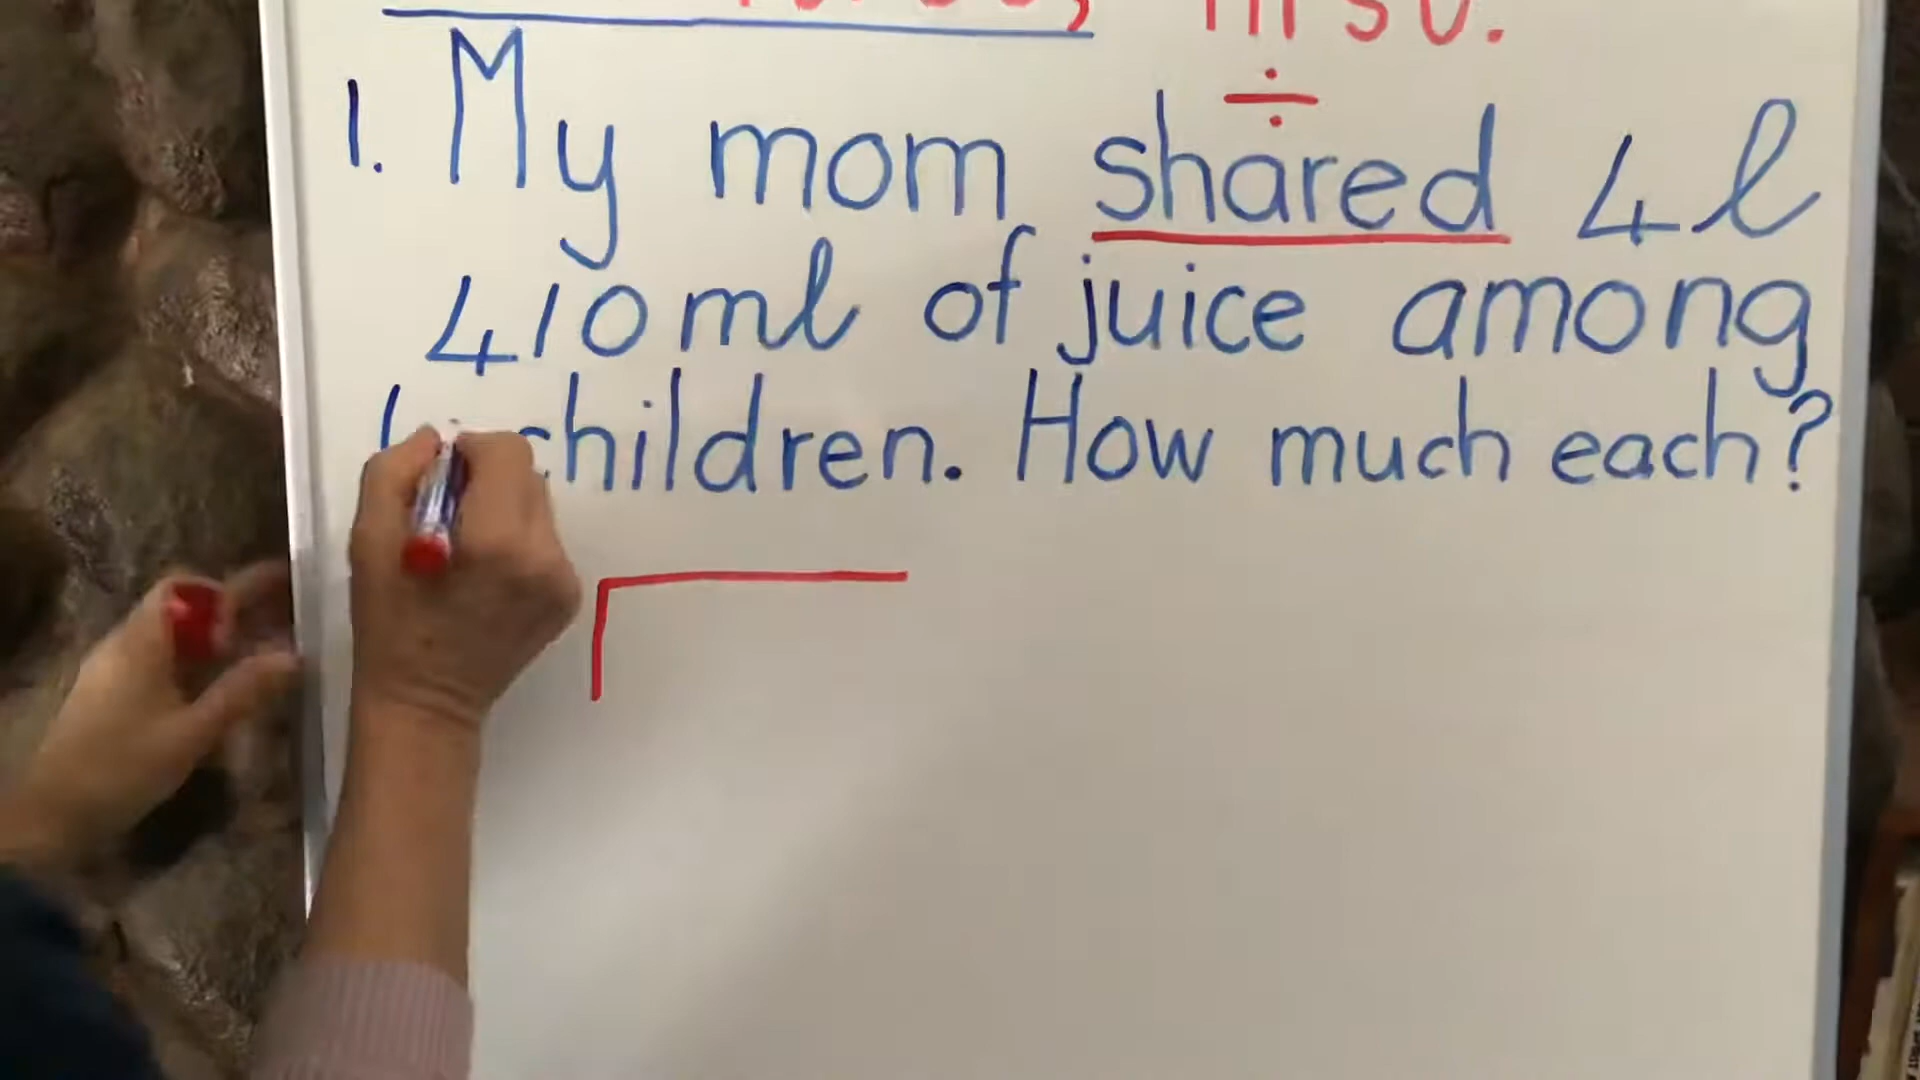 1. My mom shared 4 l
÷
410 ml of juice among
children. How much each?